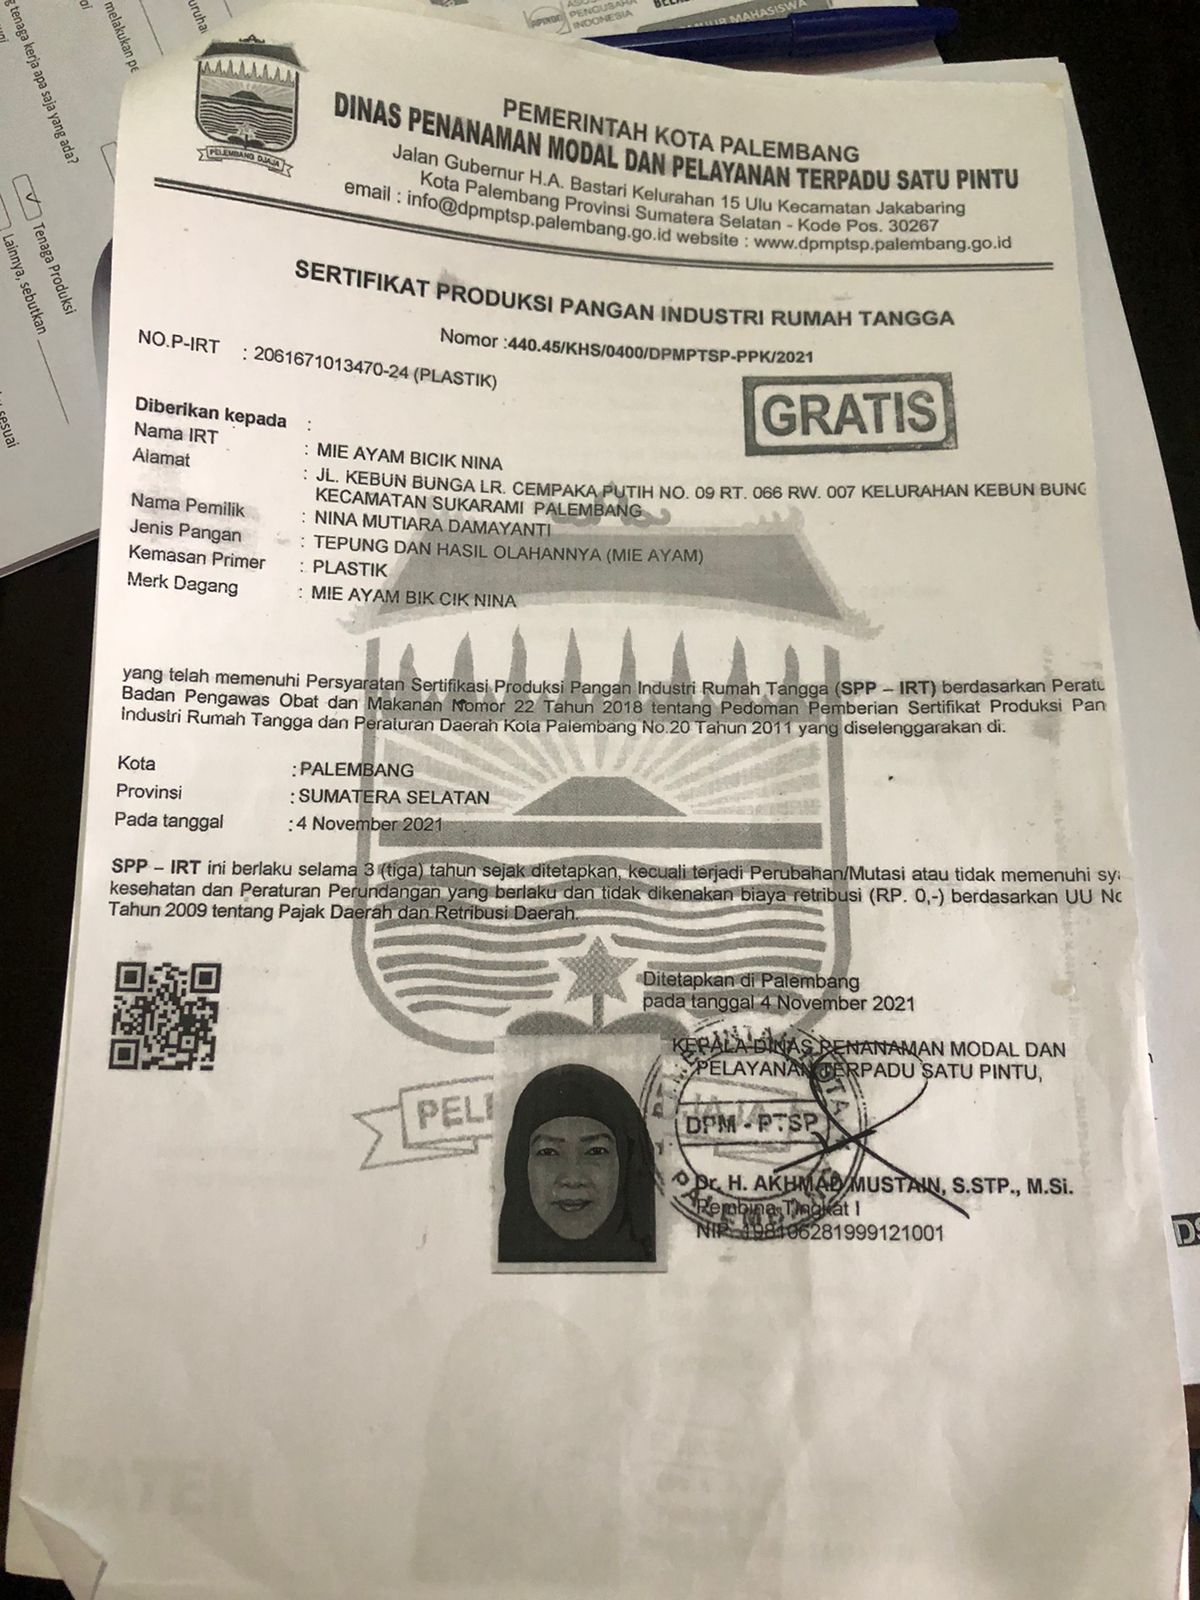 PEMERINTAH KOTA PALEMBANG
DINAS PENANAMAN MODAL DAN PELAYANAN TERPADU SATU PINTU
Jalan Gubernur H.A. Bastari Kelurahan 15 Ulu Kecamatan Jakabaring
Kota Palembang Provinsi Sumatera Selatan - Kode Pos. 30267
email : info@dpmptsp.palembang.go.id website : www.dpmptsp.palembang.go.id
PALEMBANG DJAJA
SERTIFIKAT PRODUKSI PANGAN INDUSTRI RUMAH TANGGA
Nomor :440.45/KHS/0400/DPMPTSP-PPK/2021
NO.P-IRT : 2061671013470-24 (PLASTIK)
GRATIS
Diberikan kepada :
Nama IRT : MIE AYAM BICIK NINA
Alamat : JL. KEBUN BUNGA LR. CEMPAKA PUTIH NO. 09 RT. 066 RW. 007 KELURAHAN KEBUN BUNG
KECAMATAN SUKARAMI PALEMBANG
Nama Pemilik : NINA MUTIARA DAMAYANTI
Jenis Pangan : TEPUNG DAN HASIL OLAHANNYA (MIE AYAM)
Kemasan Primer : PLASTIK
Merk Dagang : MIE AYAM BIK CIK NINA
yang telah memenuhi Persyaratan Sertifikasi Produksi Pangan Industri Rumah Tangga (SPP – IRT) berdasarkan Peratu
Badan Pengawas Obat dan Makanan Nomor 22 Tahun 2018 tentang Pedoman Pemberian Sertifikat Produksi Pan
Industri Rumah Tangga dan Peraturan Daerah Kota Palembang No.20 Tahun 2011 yang diselenggarakan di:
Kota : PALEMBANG
Provinsi : SUMATERA SELATAN
Pada tanggal : 4 November 2021
SPP – IRT ini berlaku selama 3 (tiga) tahun sejak ditetapkan, kecuali terjadi Perubahan/Mutasi atau tidak memenuhi sya
kesehatan dan Peraturan Perundangan yang berlaku dan tidak dikenakan biaya retribusi (RP. 0,-) berdasarkan UU No
Tahun 2009 tentang Pajak Daerah dan Retribusi Daerah.
Ditetapkan di Palembang
pada tanggal 4 November 2021
KEPALA DINAS PENANAMAN MODAL DAN
PELAYANAN TERPADU SATU PINTU,
DPM - PTSP
Dr. H. AKHMAD MUSTAIN, S.STP., M.Si.
Pembina Tingkat I
NIP. 198106281999121001
tenaga kerja apa saja yang ada?
Tenaga Produksi
Lainnya, sebutkan
melakukan pe
sesuai
PENGUSAHA
INDONESIA
MAHASISWA